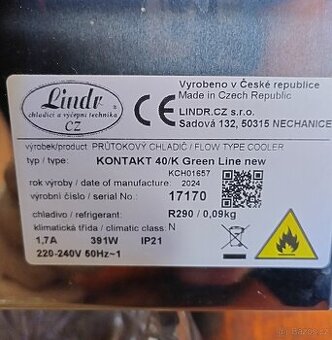 Lindr ®
chladící a výčepní technika
CZ
CE
Vyrobeno v České republice
Made in Czech Republic
LINDR.CZ s.r.o.
Sadová 132, 50315 NECHANICE
výrobek/product: PRŮTOKOVÝ CHLADIČ / FLOW TYPE COOLER
typ / type: KONTAKT 40/K Green Line new
KCH01657
rok výroby / date of manufacture: 2024
výrobní číslo / serial No.: 17170
chladivo / refrigerant: R290 / 0,09kg
klimatická třída / climatic class: N
1,7A 391W IP21
220-240V 50Hz~1